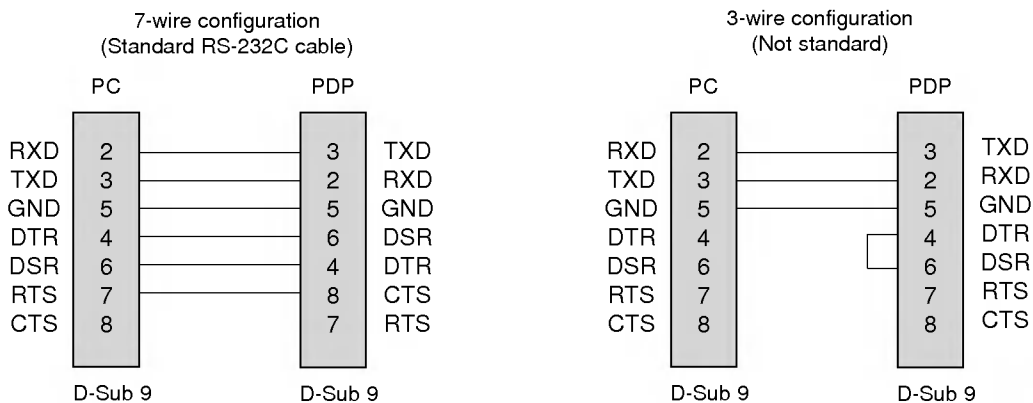 7-wire configuration
(Standard RS-232C cable)
PC PDP
RXD 2 3 TXD
TXD 3 2 RXD
GND 5 5 GND
DTR 4 6 DSR
DSR 6 4 DTR
RTS 7 8 CTS
CTS 8 7 RTS
D-Sub 9 D-Sub 9
3-wire configuration
(Not standard)
PC PDP
RXD 2 3 TXD
TXD 3 2 RXD
GND 5 5 GND
DTR 4 4 DTR
DSR 6 6 DSR
RTS 7 7 RTS
CTS 8 8 CTS
D-Sub 9 D-Sub 9